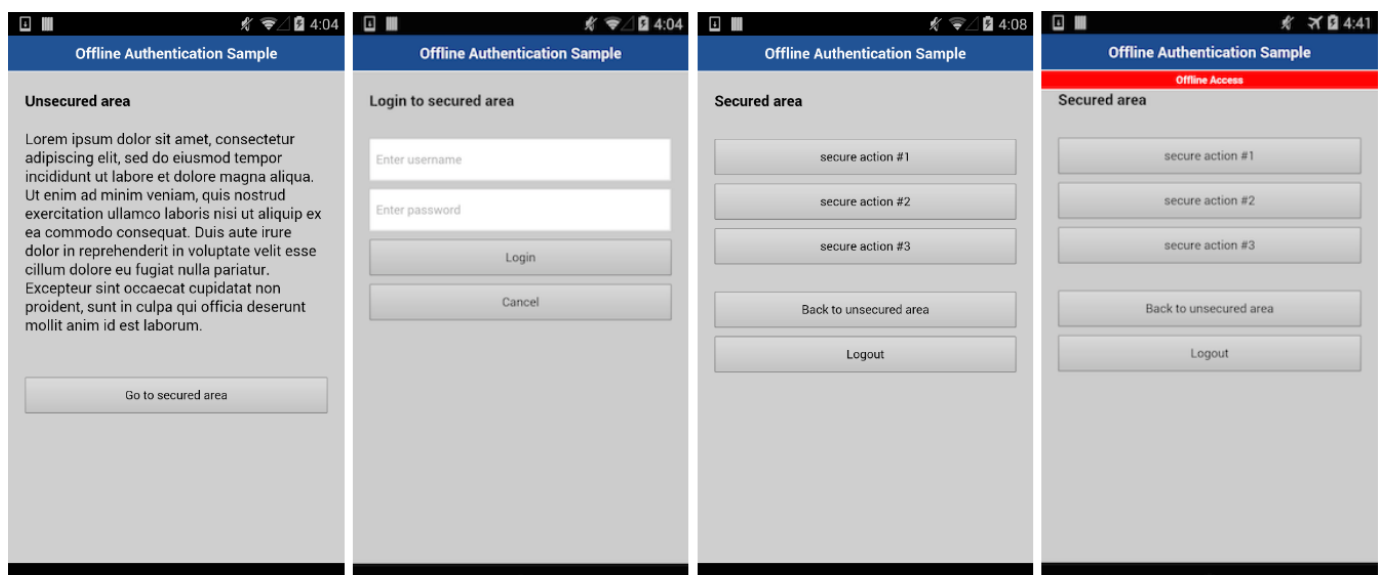 4:04
Offline Authentication Sample
Unsecured area
Lorem ipsum dolor sit amet, consectetur
adipiscing elit, sed do eiusmod tempor
incididunt ut labore et dolore magna aliqua.
Ut enim ad minim veniam, quis nostrud
exercitation ullamco laboris nisi ut aliquip ex
ea commodo consequat. Duis aute irure
dolor in reprehenderit in voluptate velit esse
cillum dolore eu fugiat nulla pariatur.
Excepteur sint occaecat cupidatat non
proident, sunt in culpa qui officia deserunt
mollit anim id est laborum.
Go to secured area
4:04
Offline Authentication Sample
Login to secured area
Enter username
Enter password
Login
Cancel
4:08
Offline Authentication Sample
Secured area
secure action #1
secure action #2
secure action #3
Back to unsecured area
Logout
4:41
Offline Authentication Sample
Offline Access
Secured area
secure action #1
secure action #2
secure action #3
Back to unsecured area
Logout